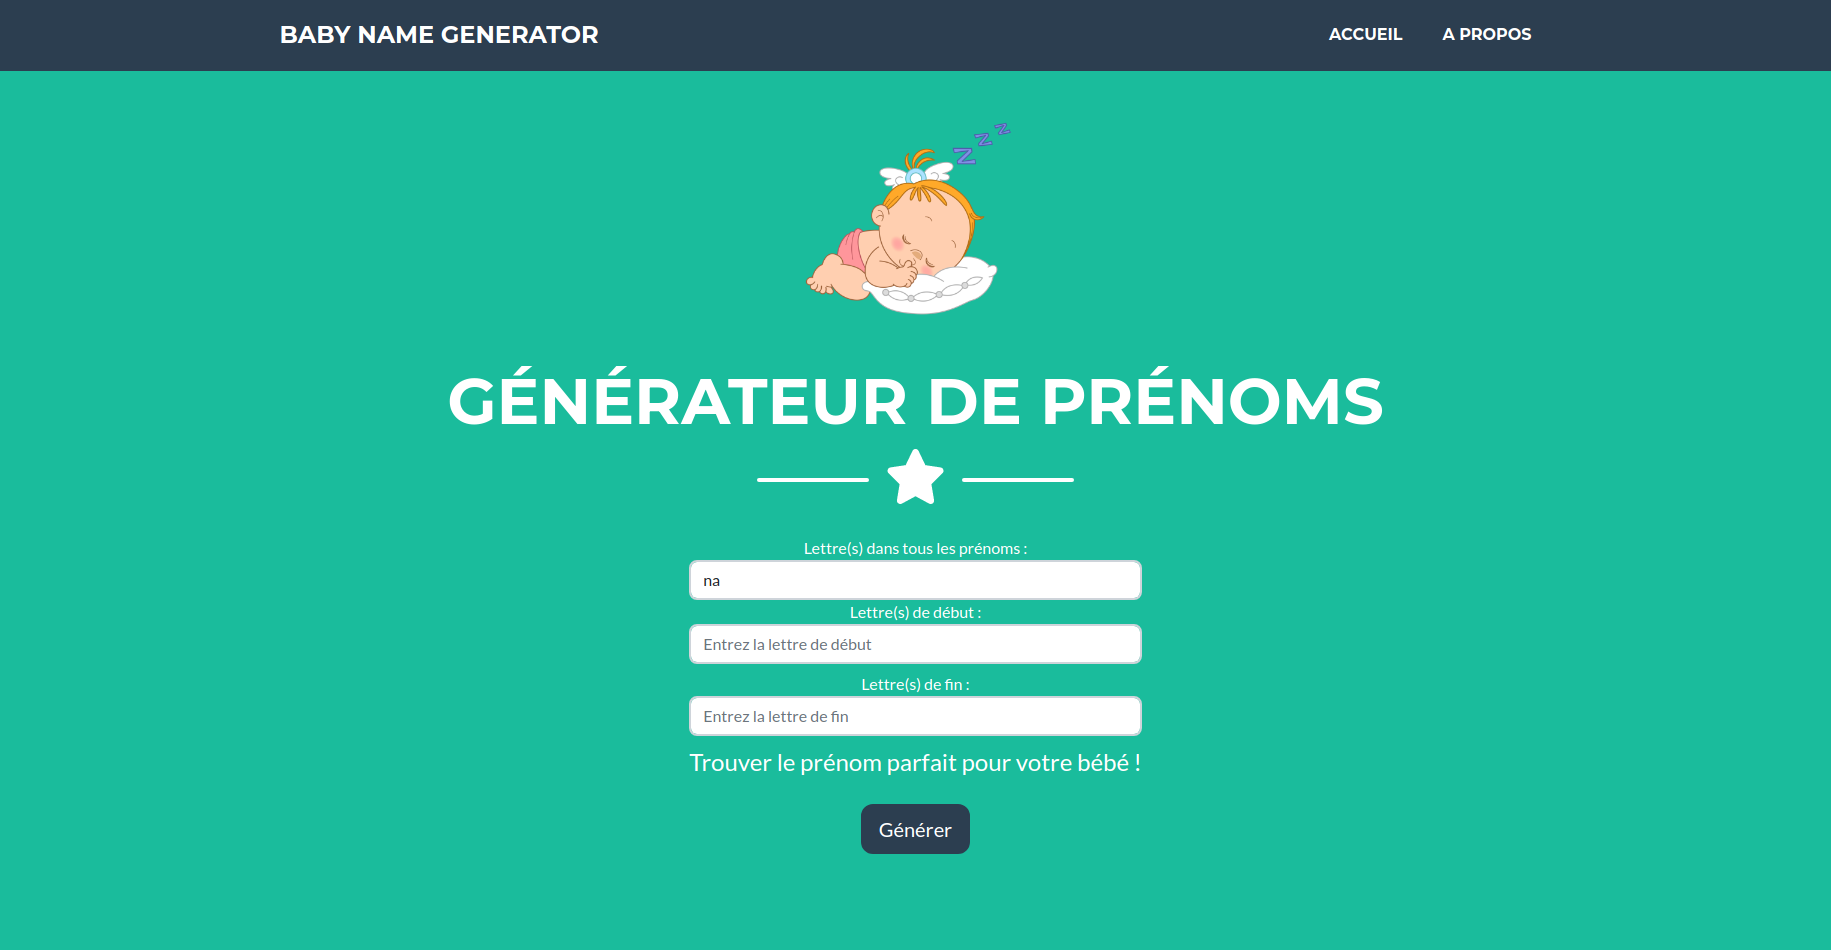 BABY NAME GENERATOR
ACCUEIL
A PROPOS
Z Z Z
GÉNÉRATEUR DE PRÉNOMS
Lettre(s) dans tous les prénoms :
na
Lettre(s) de début :
Entrez la lettre de début
Lettre(s) de fin :
Entrez la lettre de fin
Trouver le prénom parfait pour votre bébé !
Générer